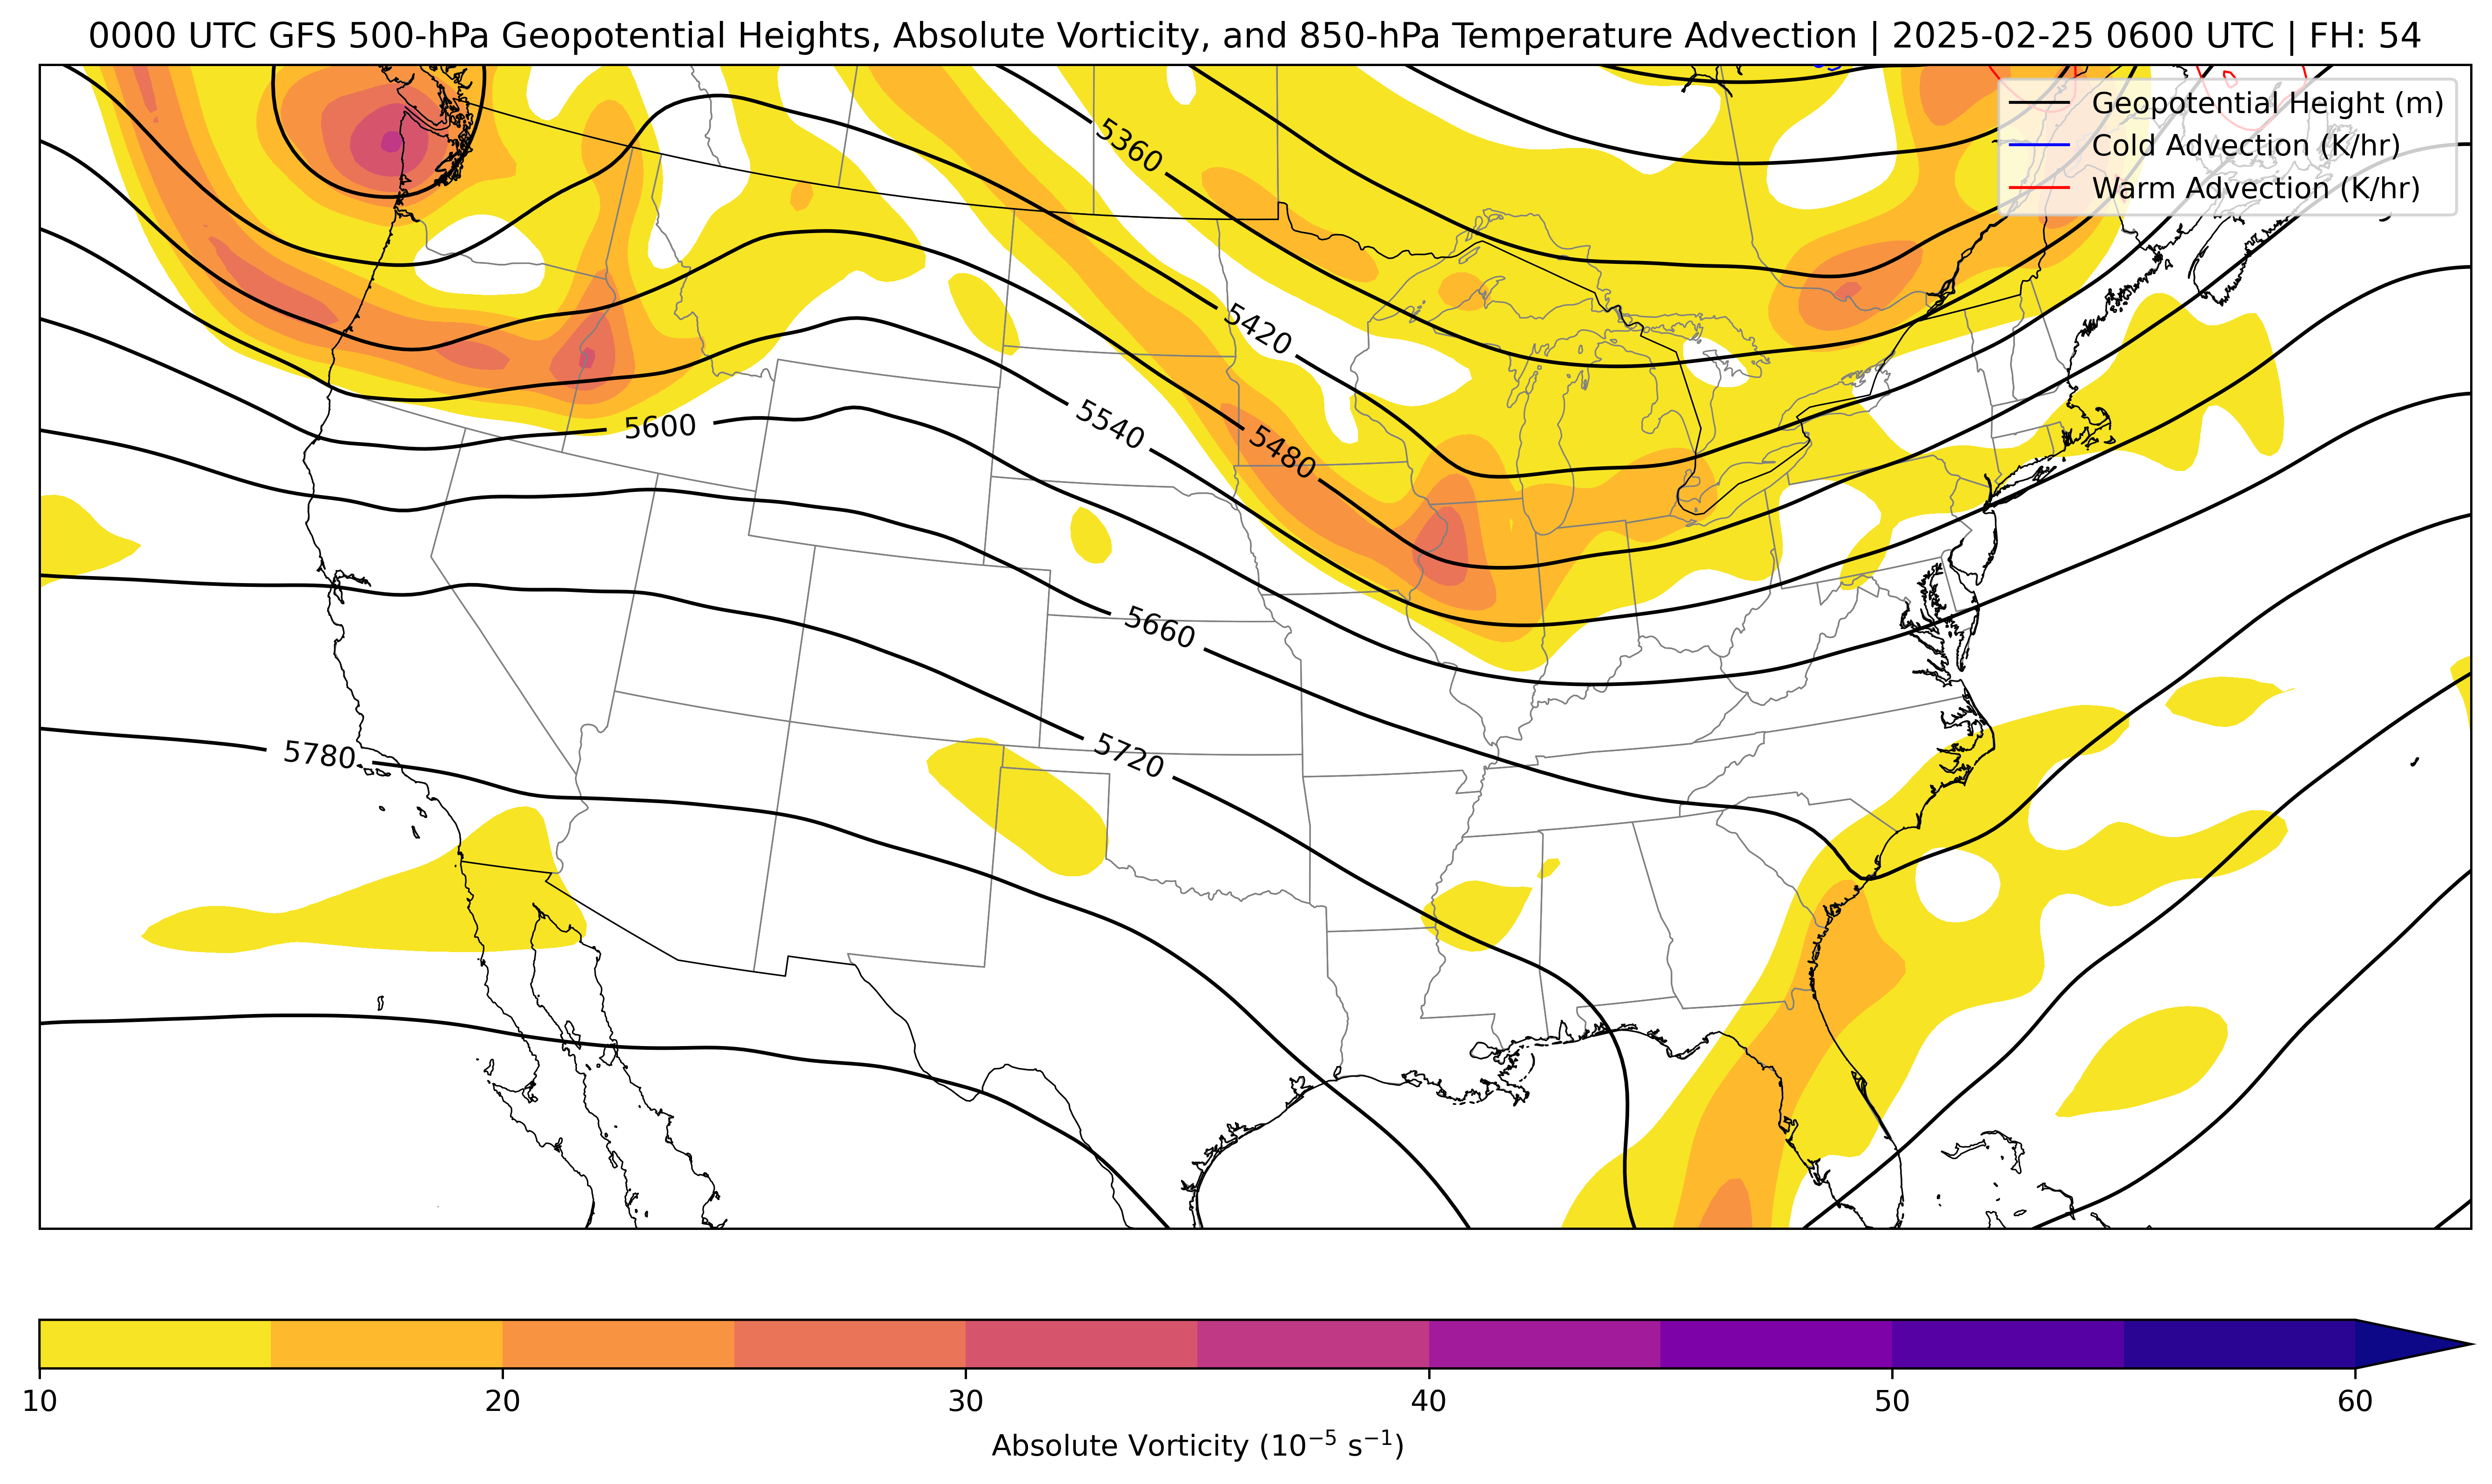 0000 UTC GFS 500-hPa Geopotential Heights, Absolute Vorticity, and 850-hPa Temperature Advection | 2025-02-25 0600 UTC | FH: 54
Geopotential Height (m)
Cold Advection (K/hr)
Warm Advection (K/hr)
5360
5420
5480
5540
5600
5660
5720
5780
10 20 30 40 50 60
Absolute Vorticity (10⁻⁵ s⁻¹)